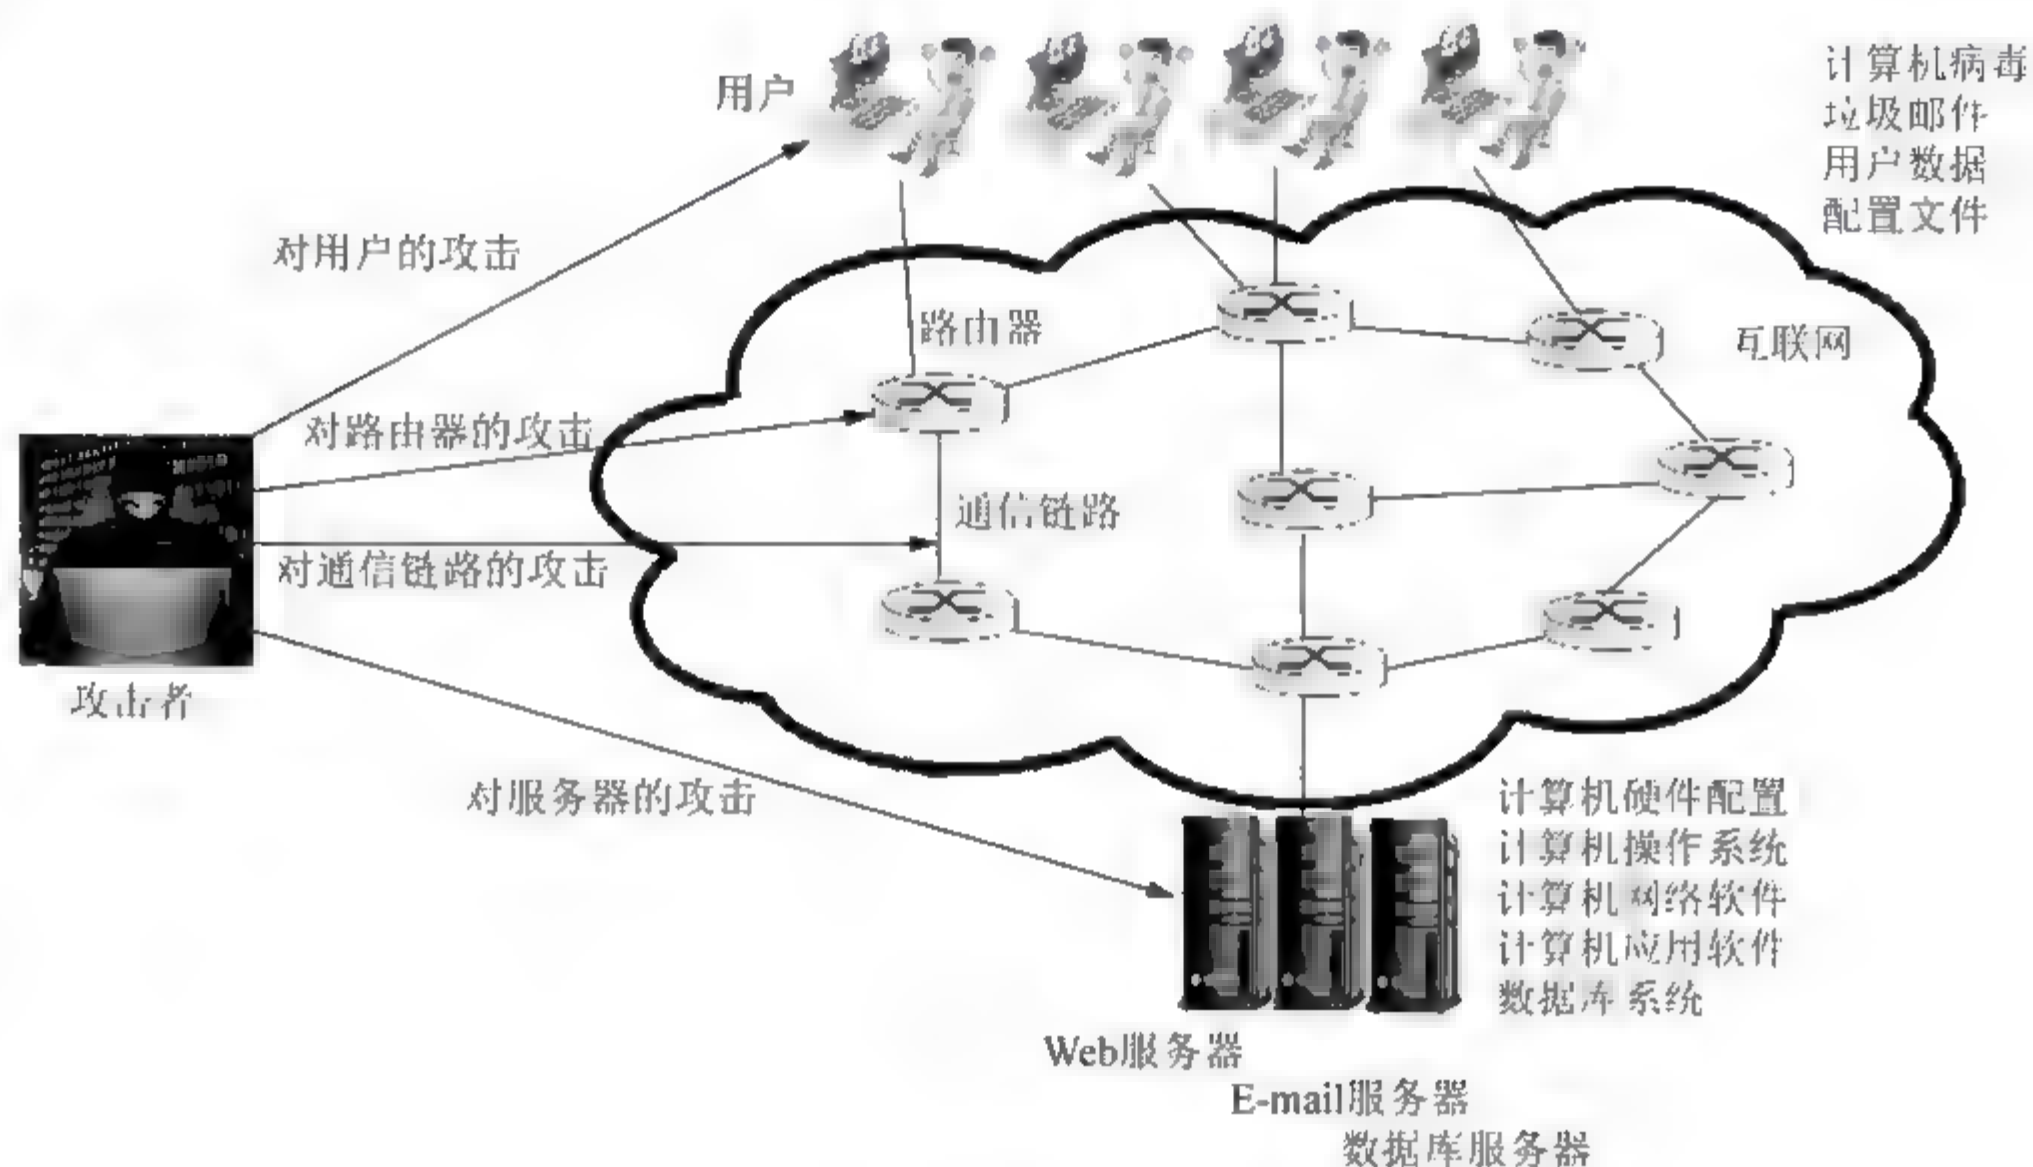 用户
计算机病毒
垃圾邮件
用户数据
配置文件
对用户的攻击
路由器
互联网
对路由器的攻击
通信链路
对通信链路的攻击
攻击者
对服务器的攻击
计算机硬件配置
计算机操作系统
计算机网络软件
计算机应用软件
数据库系统
Web服务器
E-mail服务器
数据库服务器